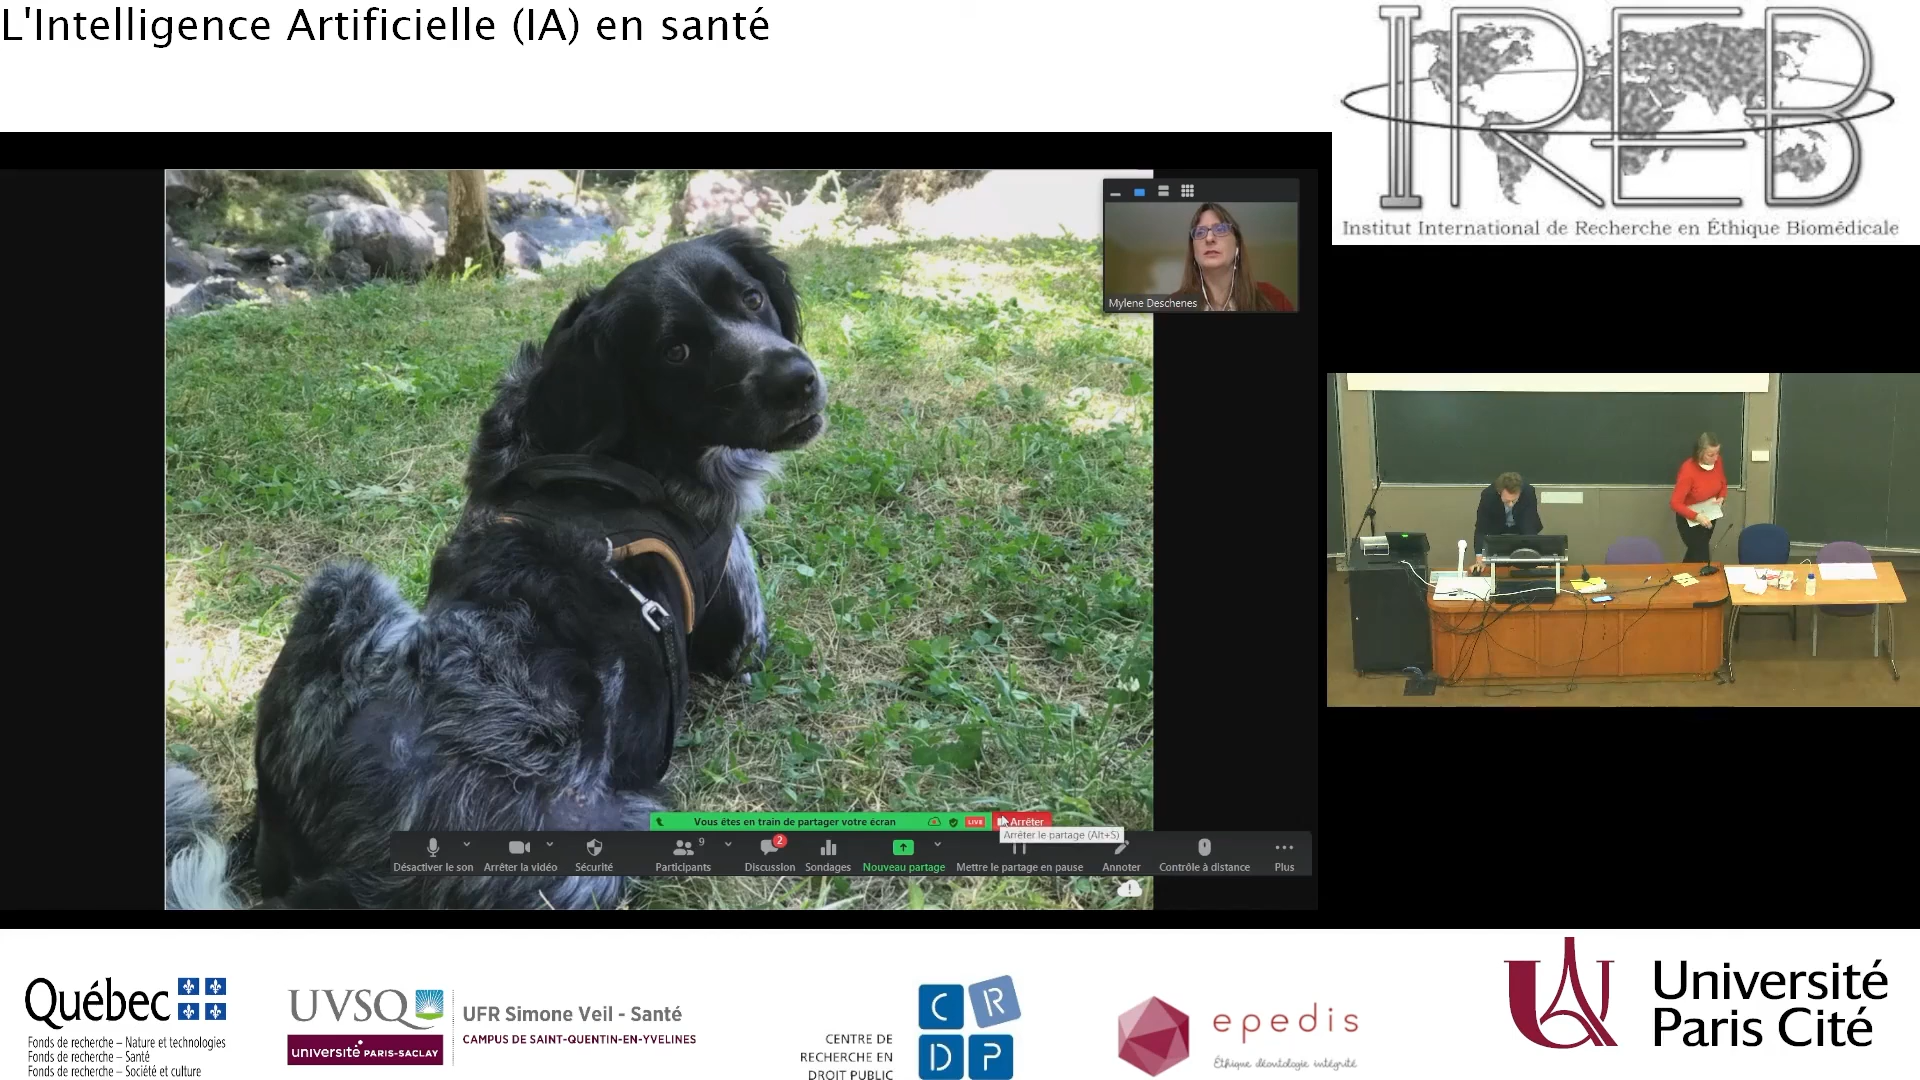 L'Intelligence Artificielle (IA) en santé
IREB
Institut International de Recherche en Éthique Biomédicale
Mylene Deschenes
Vous êtes en train de partager votre écran
LIVE
Arrêter
Arrêter le partage (Alt+S)
9
2
Désactiver le son
Arrêter la vidéo
Sécurité
Participants
Discussion
Sondages
Nouveau partage
Mettre le partage en pause
Annoter
Contrôle à distance
Plus
Québec
Fonds de recherche – Nature et technologies
Fonds de recherche – Santé
Fonds de recherche – Société et culture
UVSQ
université PARIS-SACLAY
UFR Simone Veil - Santé
CAMPUS DE SAINT-QUENTIN-EN-YVELINES
CENTRE DE
RECHERCHE EN
DROIT PUBLIC
C R
D P
epedis
Éthique déontologie intégrité
Université
Paris Cité